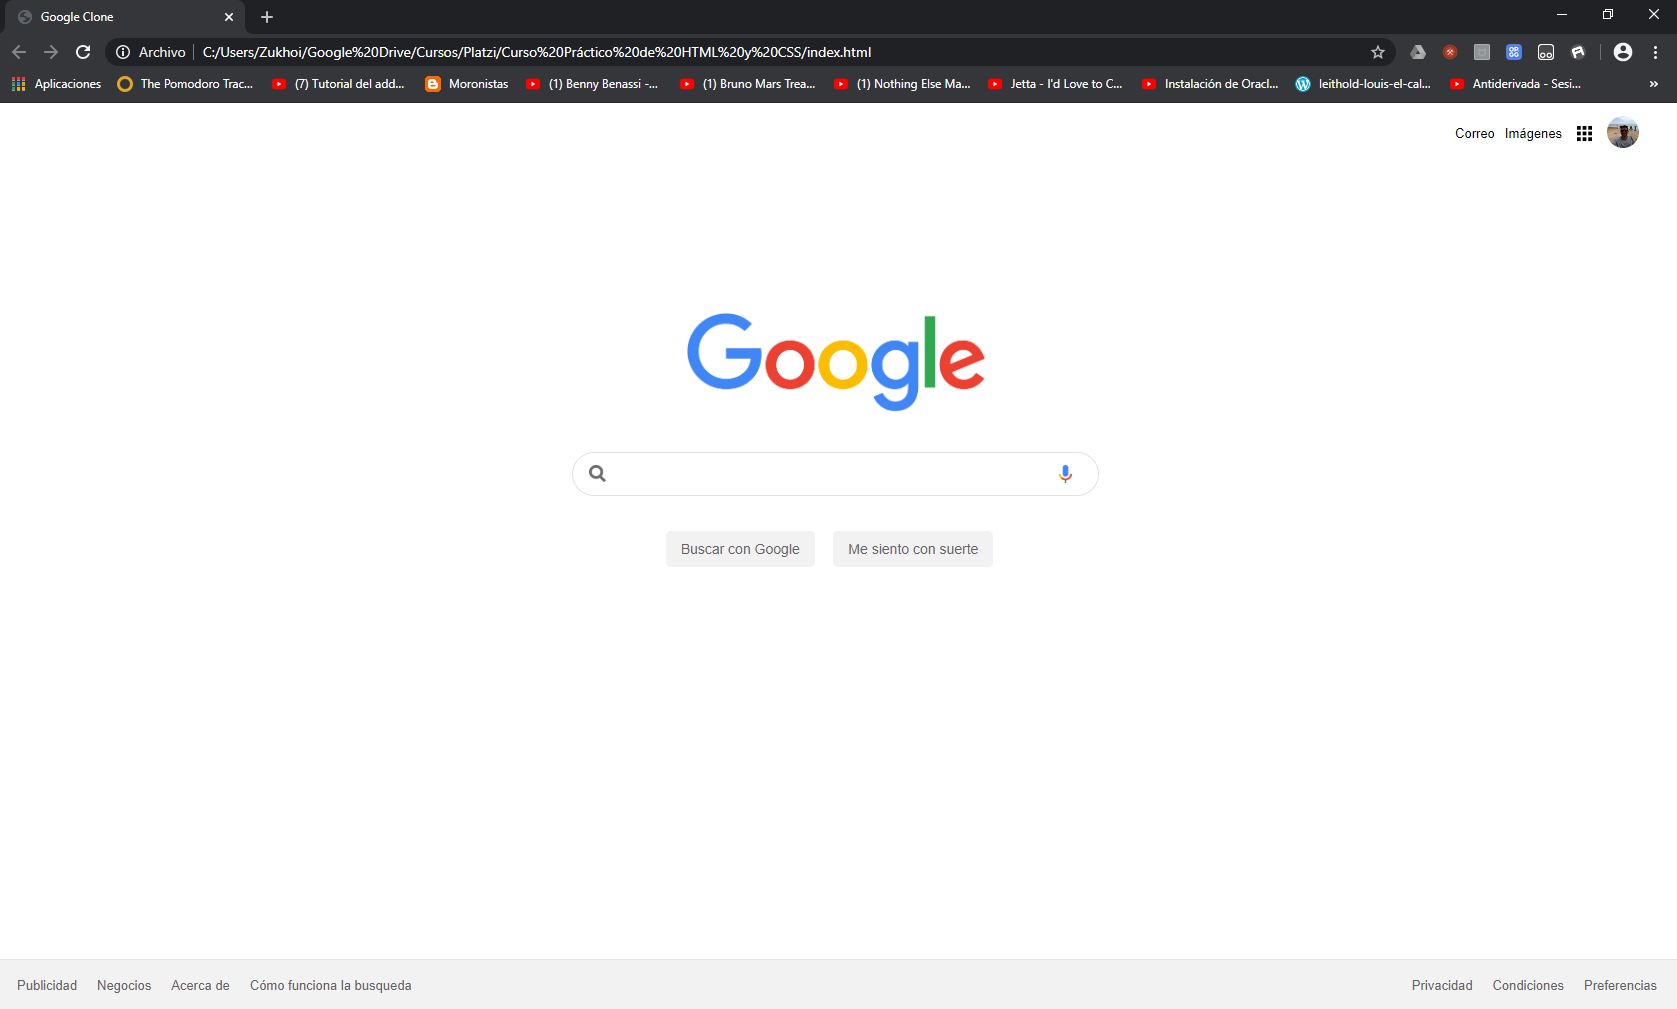 Google Clone
Archivo C:/Users/Zukhoi/Google%20Drive/Cursos/Platzi/Curso%20Práctico%20de%20HTML%20y%20CSS/index.html
Aplicaciones The Pomodoro Trac... (7) Tutorial del add... Moronistas (1) Benny Benassi -... (1) Bruno Mars Trea... (1) Nothing Else Ma... Jetta - I'd Love to C... Instalación de Oracl... leithold-louis-el-cal... Antiderivada - Sesi... »
Correo Imágenes
Google
Buscar con Google Me siento con suerte
Publicidad Negocios Acerca de Cómo funciona la busqueda Privacidad Condiciones Preferencias